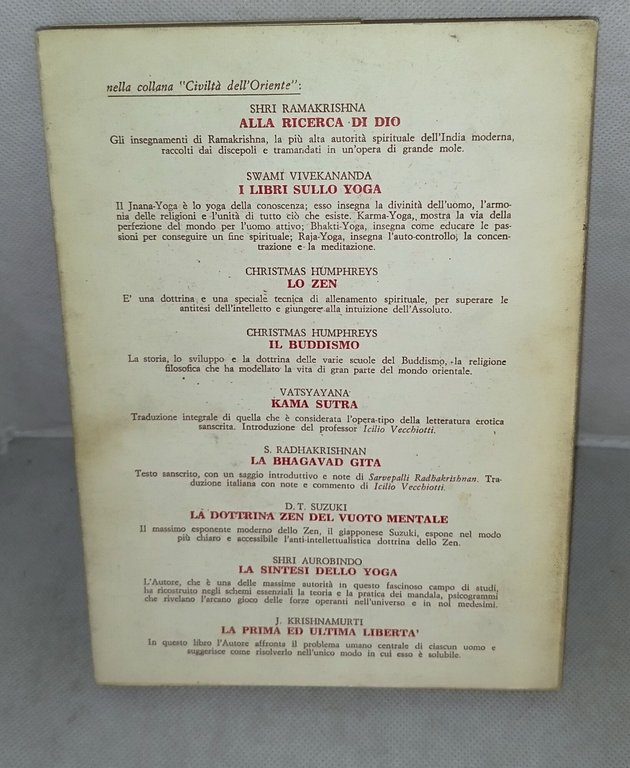 nella collana "Civiltà dell'Oriente":
SHRI RAMAKRISHNA
ALLA RICERCA DI DIO
Gli insegnamenti di Ramakrishna, la più alta autorità spirituale dell'India moderna,
raccolti dai discepoli e tramandati in un'opera di grande mole.
SWAMI VIVEKANANDA
I LIBRI SULLO YOGA
Il Jnana-Yoga è lo yoga della conoscenza; esso insegna la divinità dell'uomo, l'armo-
nia delle religioni e l'unità di tutto ciò che esiste. Karma-Yoga, mostra la via della
perfezione del mondo per l'uomo attivo; Bhakti-Yoga, insegna come educare le pas-
sioni per conseguire un fine spirituale; Raja-Yoga, insegna l'auto-controllo, la concen-
trazione e la meditazione.
CHRISTMAS HUMPHREYS
LO ZEN
E' una dottrina e una speciale tecnica di allenamento spirituale, per superare le
antitesi dell'intelletto e giungere alla intuizione dell'Assoluto.
CHRISTMAS HUMPHREYS
IL BUDDISMO
La storia, lo sviluppo e la dottrina delle varie scuole del Buddismo, la religione
filosofica che ha modellato la vita di gran parte del mondo orientale.
VATSYAYANA
KAMA SUTRA
Traduzione integrale di quella che è considerata l'opera-tipo della letteratura erotica
sanscrita. Introduzione del professor Icilio Vecchiotti.
S. RADHAKRISHNAN
LA BHAGAVAD GITA
Testo sanscrito, con un saggio introduttivo e note di Sarvepalli Radhakrishnan. Tra-
duzione italiana con note e commento di Icilio Vecchiotti.
D.T. SUZUKI
LA DOTTRINA ZEN DEL VUOTO MENTALE
Il massimo esponente moderno dello Zen, il giapponese Suzuki, espone nel modo
più chiaro e accessibile l'anti-intellettualistica dottrina dello Zen.
SHRI AUROBINDO
LA SINTESI DELLO YOGA
L'Autore, che è una delle massime autorità in questo fascinoso campo di studi,
ha ricostruito negli schemi essenziali la teoria e la pratica dei mandala, psicogrammi
che rivelano l'arcano gioco delle forze operanti nell'universo e in noi medesimi.
J. KRISHNAMURTI
LA PRIMA ED ULTIMA LIBERTA'
In questo libro l'Autore affronta il problema umano centrale di ciascun uomo e
suggerisce come risolverlo nell'unico modo in cui esso è solubile.